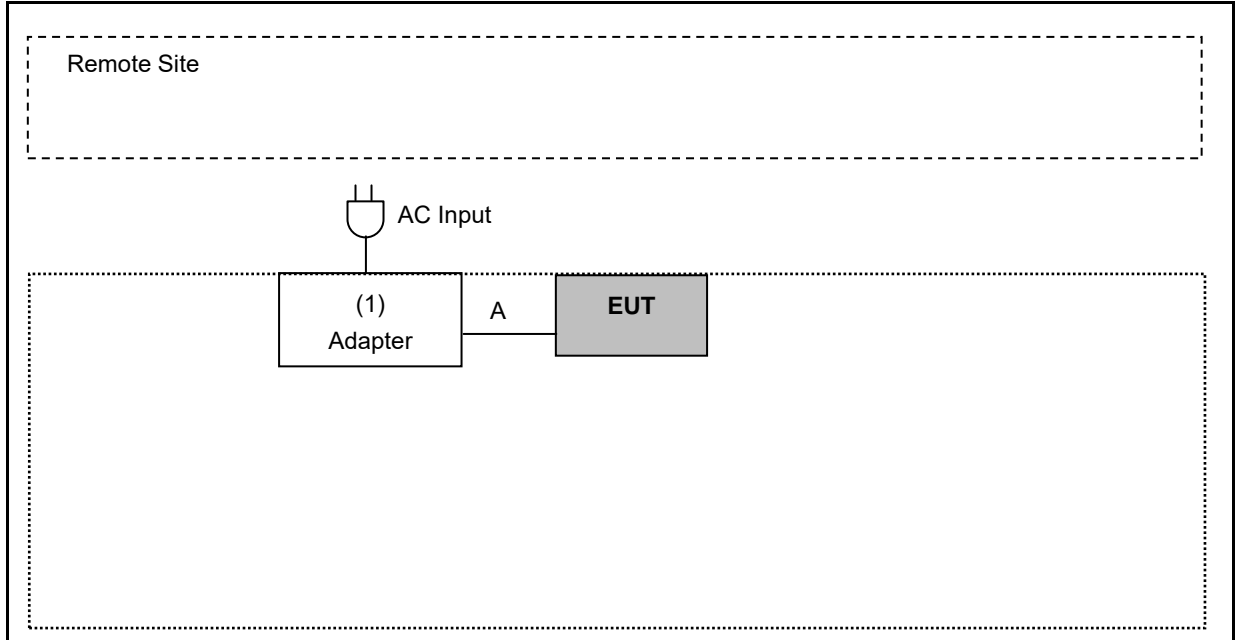 Remote Site
AC Input
(1)
Adapter
A
EUT